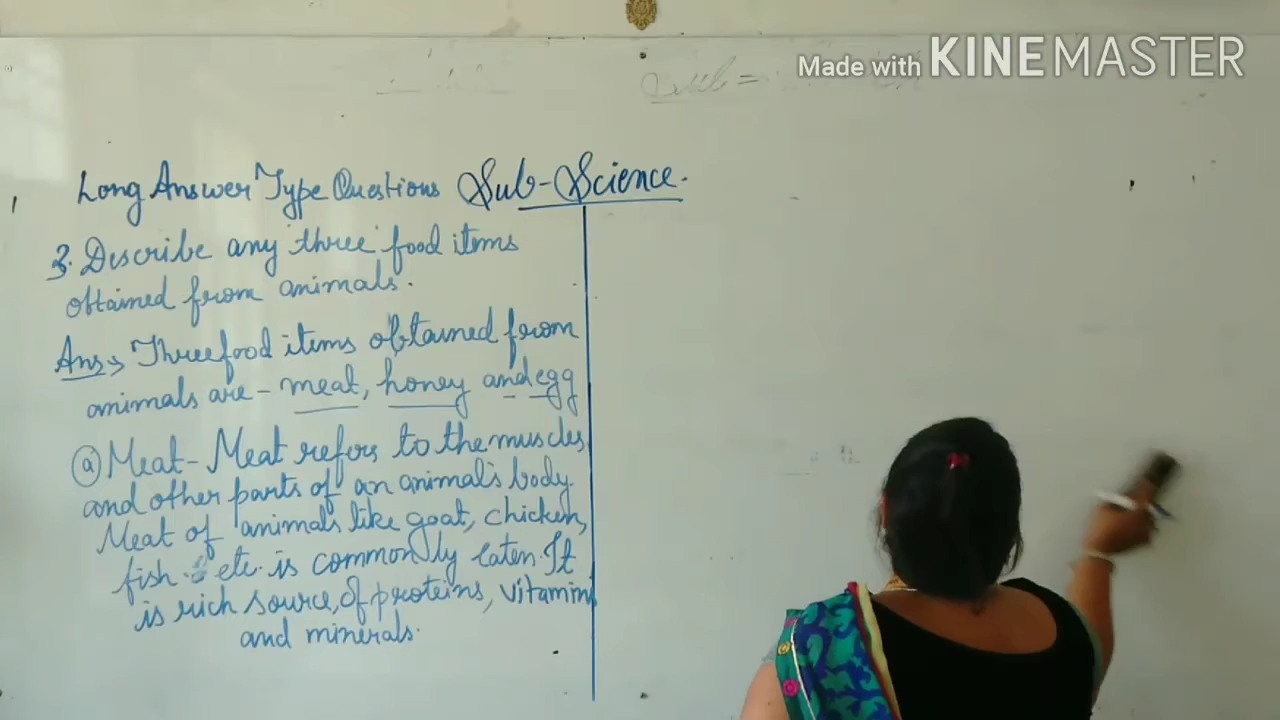 Made with KINEMASTER
Long Answer Type Questions Sub-Science.
3. Describe any three food items
obtained from animals.
Ans → Three food items obtained from
animals are - meat, honey and egg
(a) Meat - Meat refers to the muscles
and other parts of an animal's body.
Meat of animals like goat, chicken,
fish etc. is commonly eaten. It
is rich source, of proteins, vitamins
and minerals.